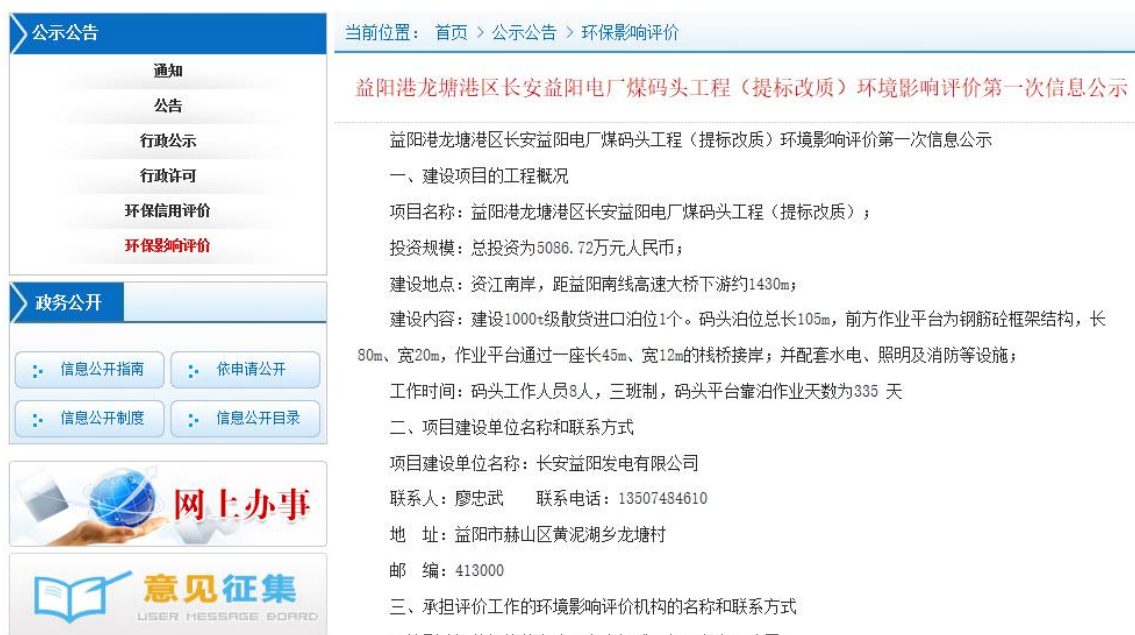 公示公告
通知
公告
行政公示
行政许可
环保信用评价
环保影响评价
政务公开
信息公开指南
依申请公开
信息公开制度
信息公开目录
网上办事
意见征集
USER MESSAGE BOARD
当前位置： 首页 > 公示公告 > 环保影响评价
益阳港龙塘港区长安益阳电厂煤码头工程（提标改质）环境影响评价第一次信息公示
益阳港龙塘港区长安益阳电厂煤码头工程（提标改质）环境影响评价第一次信息公示
一、建设项目的工程概况
项目名称：益阳港龙塘港区长安益阳电厂煤码头工程（提标改质）；
投资规模：总投资为5086.72万元人民币；
建设地点：资江南岸，距益阳南线高速大桥下游约1430m；
建设内容：建设1000t级散货进口泊位1个。码头泊位总长105m，前方作业平台为钢筋砼框架结构，长
80m、宽20m，作业平台通过一座长45m、宽12m的栈桥接岸；并配套水电、照明及消防等设施；
工作时间：码头工作人员8人，三班制，码头平台靠泊作业天数为335 天
二、项目建设单位名称和联系方式
项目建设单位名称：长安益阳发电有限公司
联系人：廖忠武 联系电话：13507484610
地 址：益阳市赫山区黄泥湖乡龙塘村
邮 编：413000
三、承担评价工作的环境影响评价机构的名称和联系方式